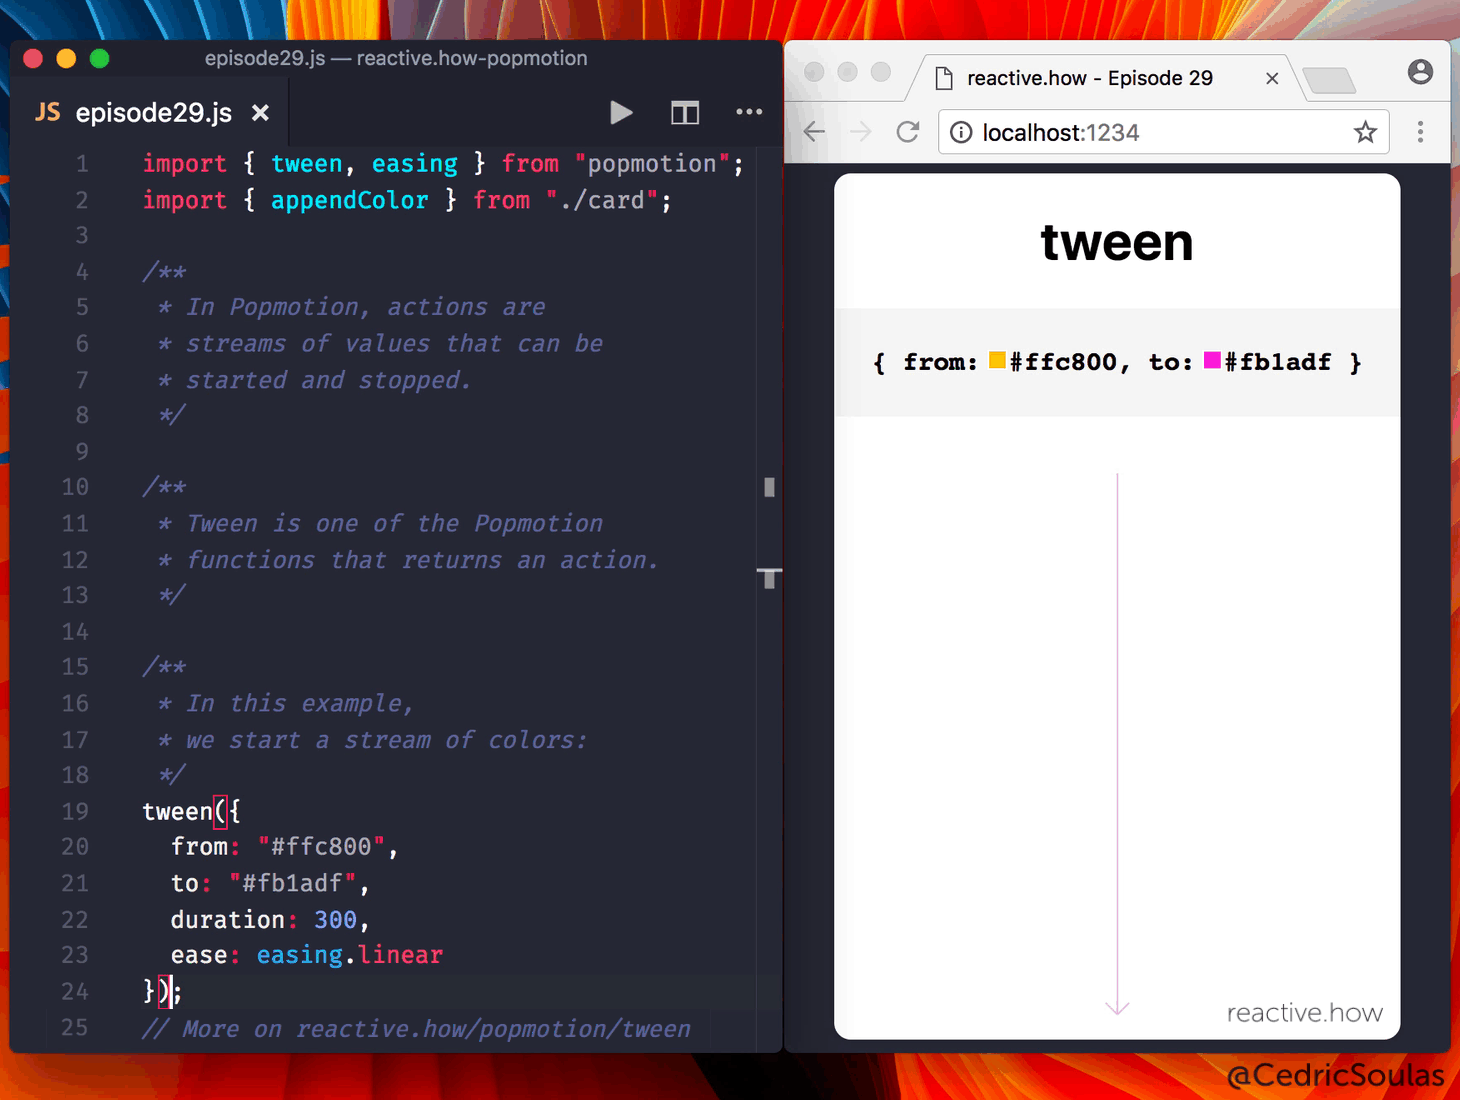 episode29.js — reactive.how-popmotion
JS episode29.js ×
1 import { tween, easing } from "popmotion";
2 import { appendColor } from "./card";
3
4 /**
5 * In Popmotion, actions are
6 * streams of values that can be
7 * started and stopped.
8 */
9
10 /**
11 * Tween is one of the Popmotion
12 * functions that returns an action.
13 */
14
15 /**
16 * In this example,
17 * we start a stream of colors:
18 */
19 tween({
20 from: "#ffc800",
21 to: "#fb1adf",
22 duration: 300,
23 ease: easing.linear
24 });
25 // More on reactive.how/popmotion/tween
reactive.how - Episode 29 ×
localhost:1234
tween
{ from: #ffc800, to: #fb1adf }
reactive.how
@CedricSoulas